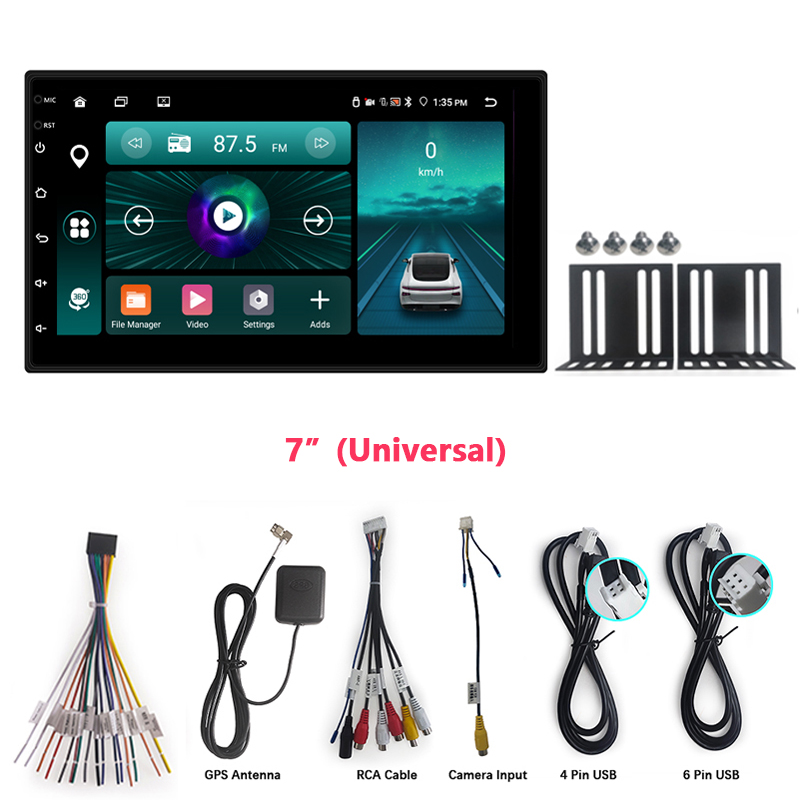 MIC
1:35 PM
RST
87.5 FM
0
km/h
360°
File Manager
Video
Settings
Adds
7” (Universal)
GPS Antenna
RCA Cable
Camera Input
4 Pin USB
6 Pin USB